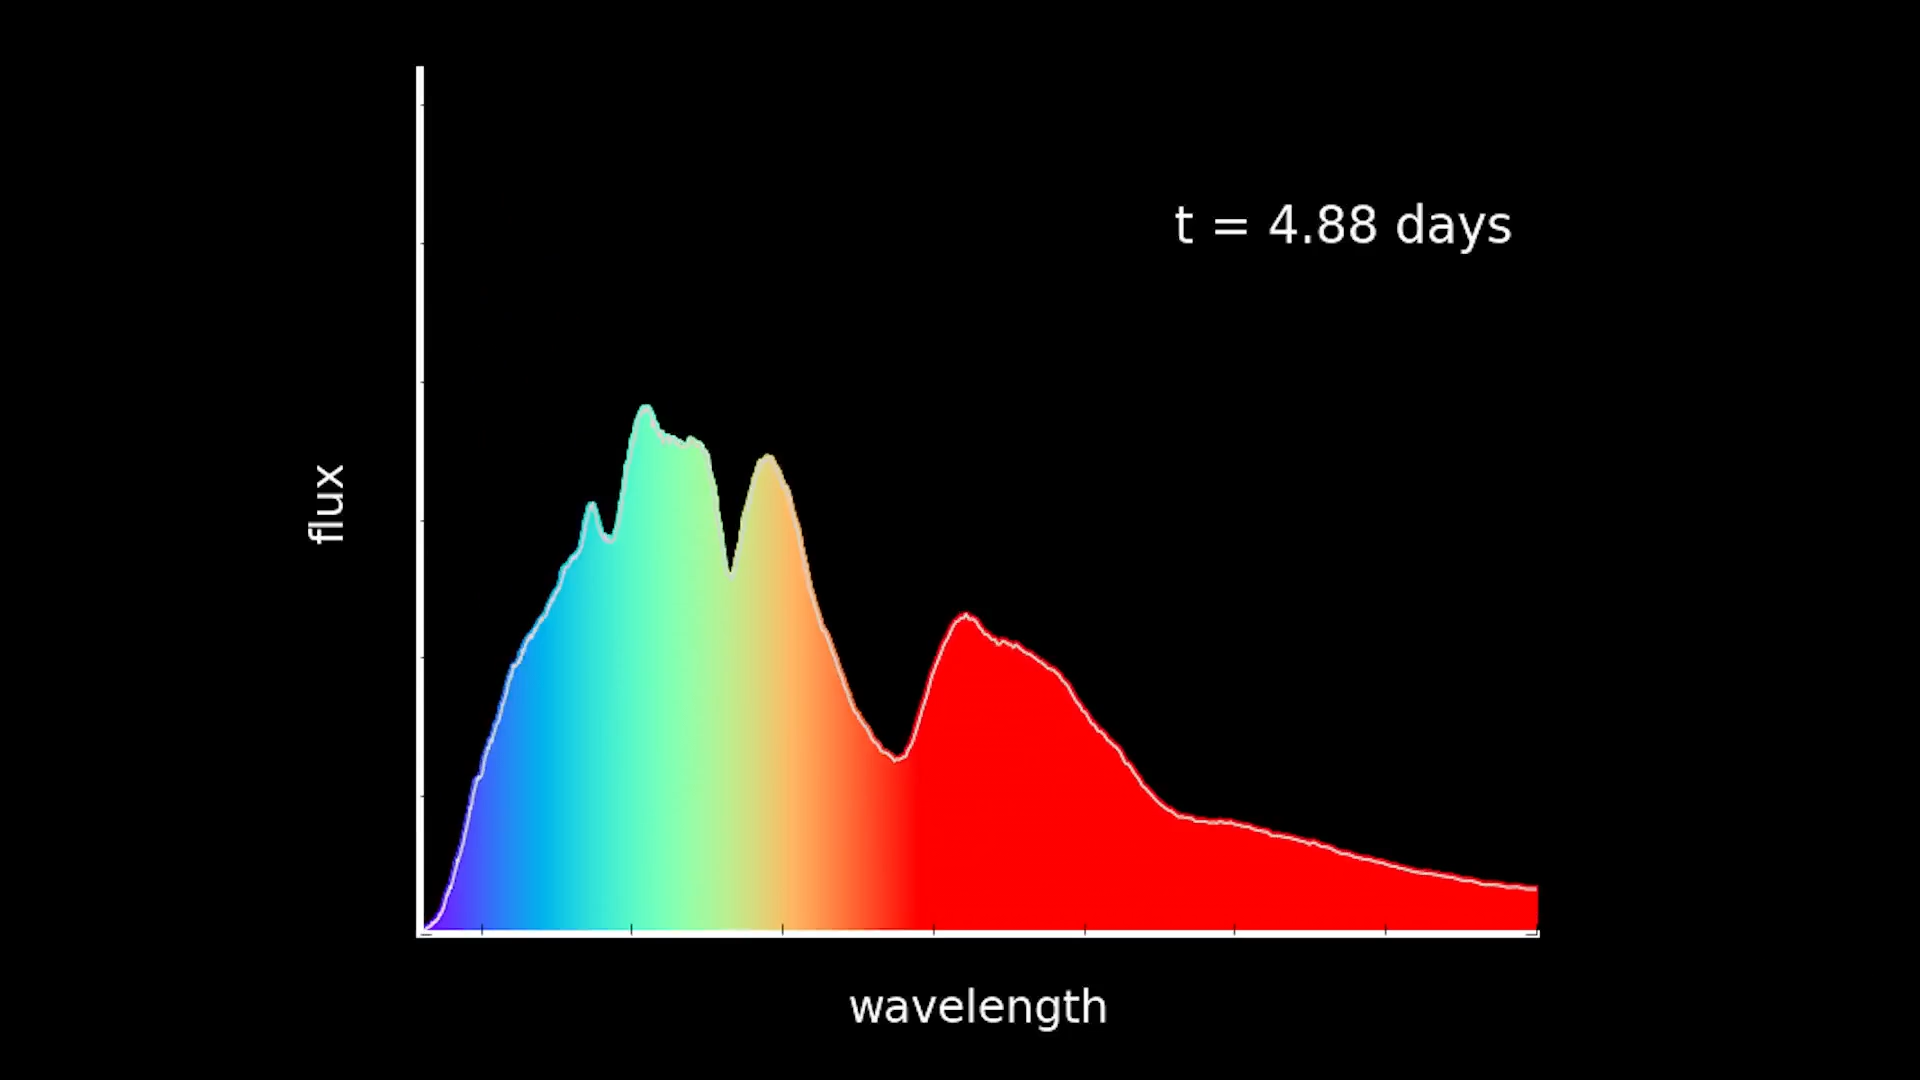 t = 4.88 days
flux
wavelength